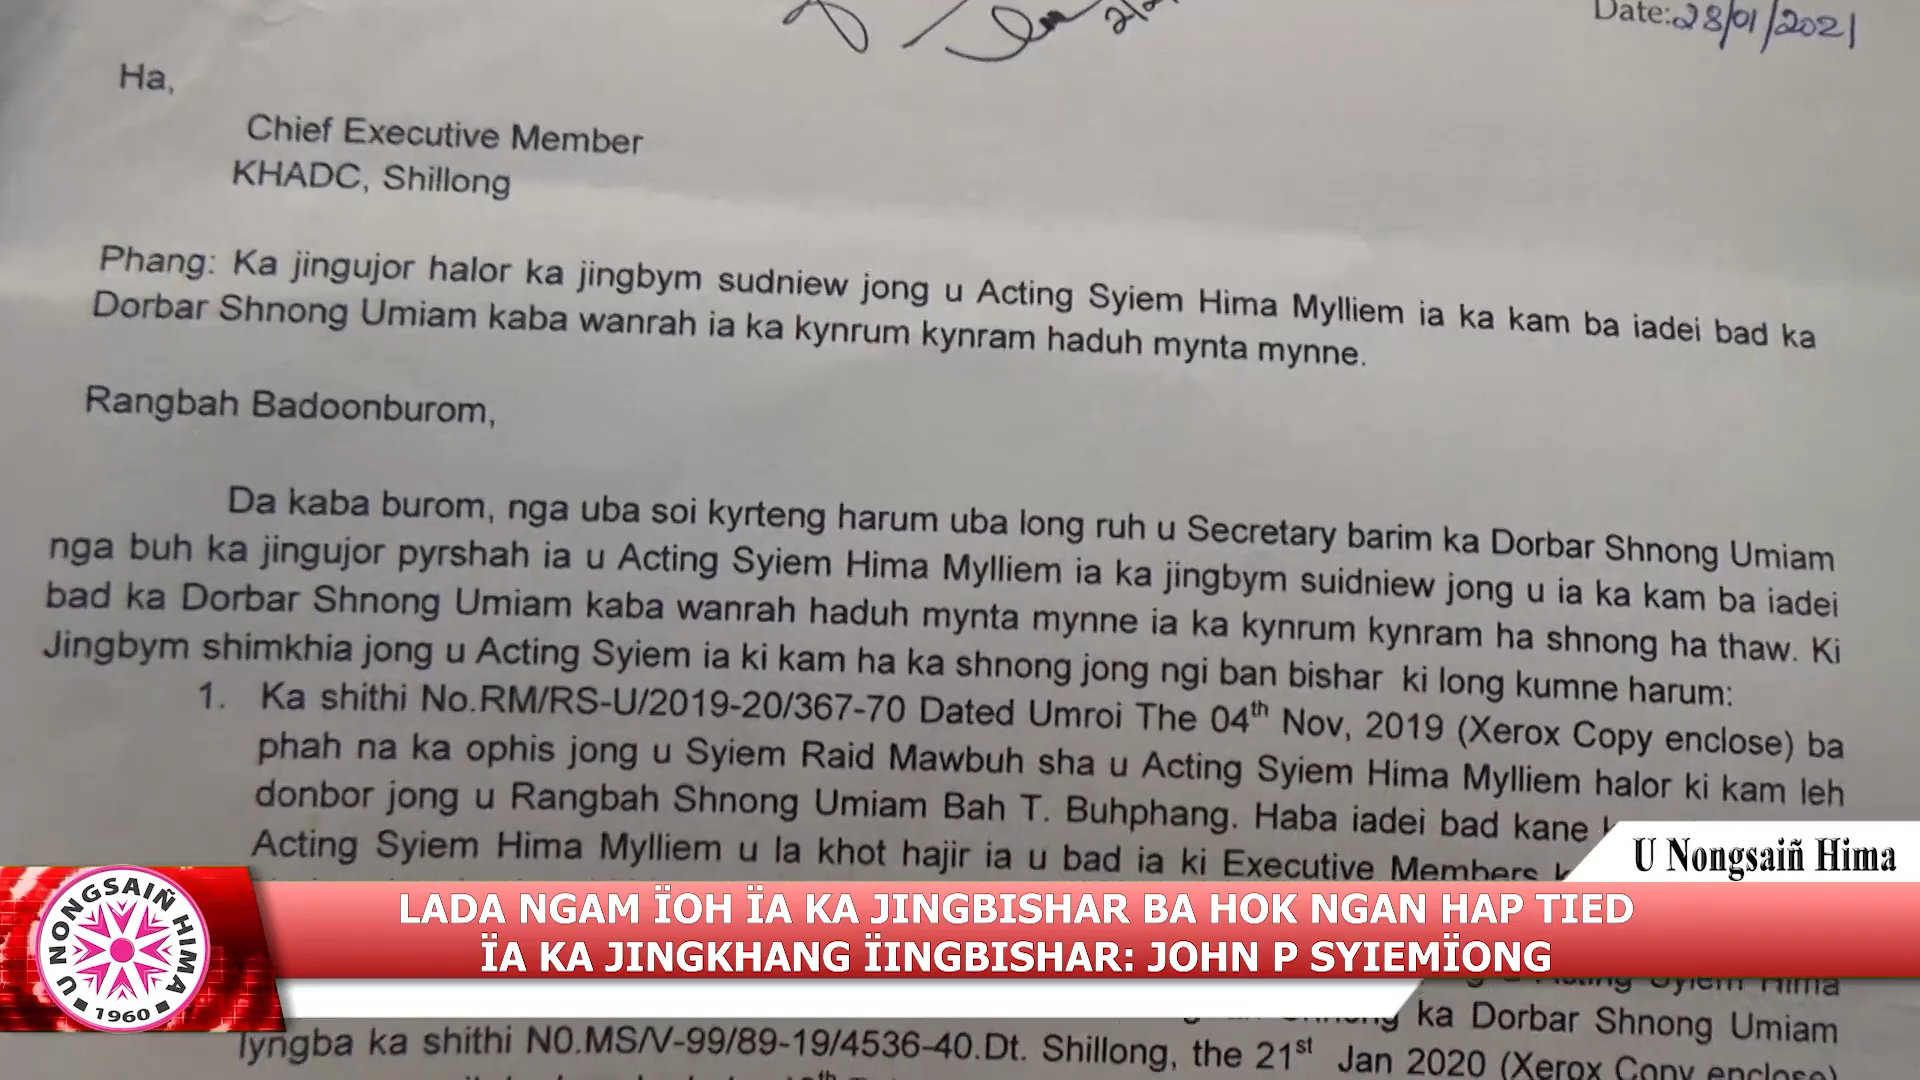 Date:28/01/2021
Ha,
Chief Executive Member
KHADC, Shillong
Phang: Ka jingujor halor ka jingbym sudniew jong u Acting Syiem Hima Mylliem ia ka kam ba iadei bad ka
Dorbar Shnong Umiam kaba wanrah ia ka kynrum kynram haduh mynta mynne.
Rangbah Badoonburom,
Da kaba burom, nga uba soi kyrteng harum uba long ruh u Secretary barim ka Dorbar Shnong Umiam
nga buh ka jingujor pyrshah ia u Acting Syiem Hima Mylliem ia ka jingbym suidniew jong u ia ka kam ba iadei
bad ka Dorbar Shnong Umiam kaba wanrah haduh mynta mynne ia ka kynrum kynram ha shnong ha thaw. Ki
Jingbym shimkhia jong u Acting Syiem ia ki kam ha ka shnong jong ngi ban bishar ki long kumne harum:
1. Ka shithi No.RM/RS-U/2019-20/367-70 Dated Umroi The 04th Nov, 2019 (Xerox Copy enclose) ba
phah na ka ophis jong u Syiem Raid Mawbuh sha u Acting Syiem Hima Mylliem halor ki kam leh
donbor jong u Rangbah Shnong Umiam Bah T. Buhphang. Haba iadei bad kane
Acting Syiem Hima Mylliem u la khot hajir ia u bad ia ki Executive Members
U Nongsaiñ Hima
U NONGSAIÑ HIMA
1960
LADA NGAM ÏOH ÏA KA JINGBISHAR BA HOK NGAN HAP TIED
ÏA KA JINGKHANG ÏINGBISHAR: JOHN P SYIEMÏONG
Acting Syiem Hima
ka Dorbar Shnong Umiam
lyngba ka shithi N0.MS/V-99/89-19/4536-40.Dt. Shillong, the 21st Jan 2020 (Xerox Copy enclose)